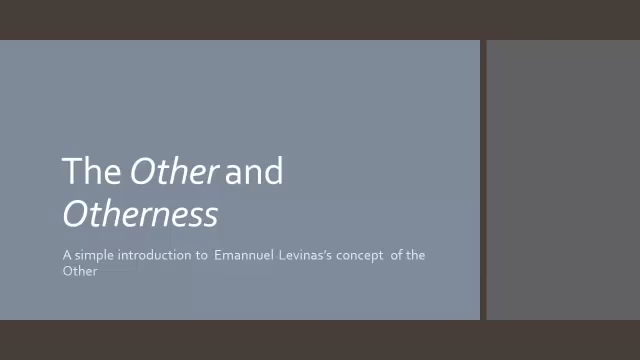 The Other and
Otherness
A simple introduction to Emannuel Levinas’s concept of the
Other